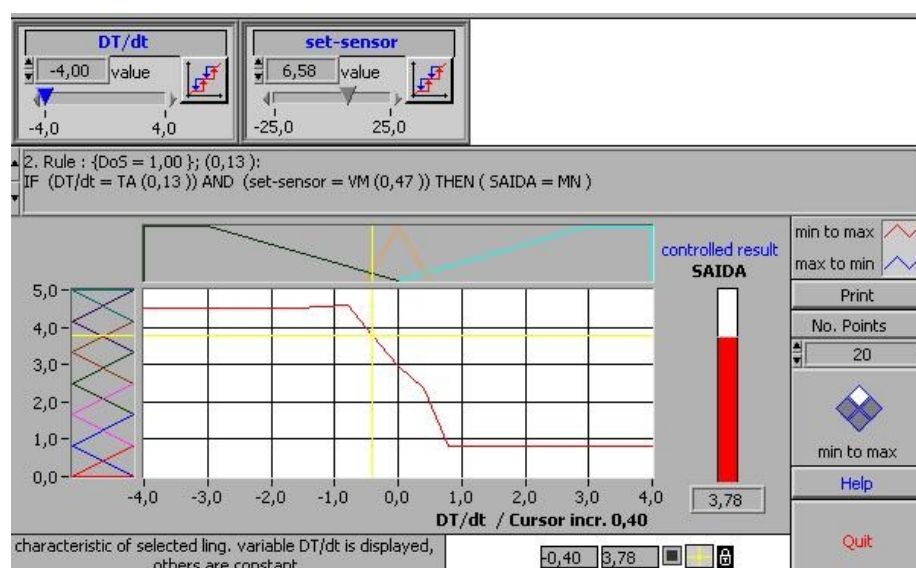 DT/dt
-4,00 value
-4,0 4,0
set-sensor
6,58 value
-25,0 25,0
2. Rule : {DoS = 1,00 }; (0,13 ):
IF (DT/dt = TA (0,13 )) AND (set-sensor = VM (0,47 )) THEN ( SAIDA = MN )
controlled result
SAIDA
3,78
5,0
4,0
3,0
2,0
1,0
0,0
-4,0 -3,0 -2,0 -1,0 0,0 1,0 2,0 3,0 4,0
DT/dt / Cursor incr. 0,40
characteristic of selected ling. variable DT/dt is displayed,
others are constant
-0,40 3,78
min to max
max to min
Print
No. Points
20
min to max
Help
Quit